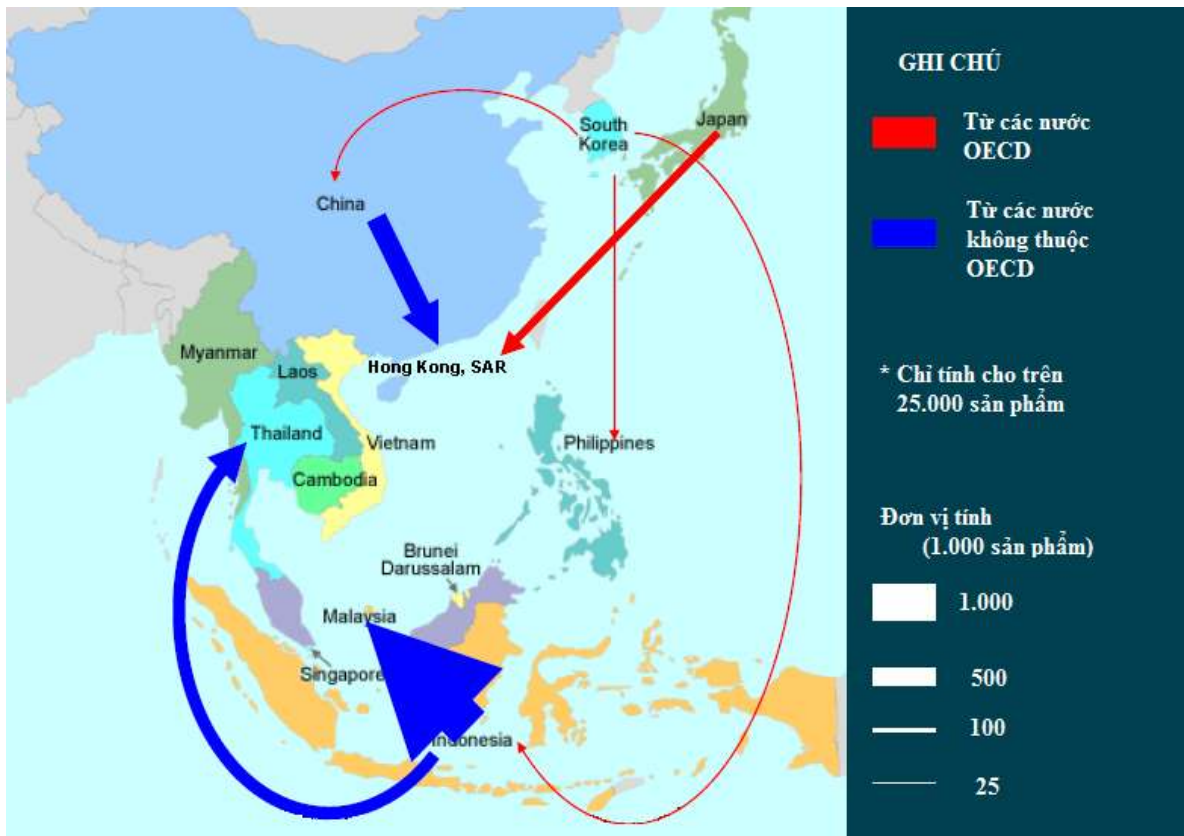 South
Korea
Japan
China
Myanmar
Laos
Hong Kong, SAR
Thailand
Vietnam
Philippines
Cambodia
Brunei
Darussalam
Malaysia
Singapore
Indonesia
GHI CHÚ
Từ các nước
OECD
Từ các nước
không thuộc
OECD
* Chỉ tính cho trên
25.000 sản phẩm
Đơn vị tính
(1.000 sản phẩm)
1.000
500
100
25